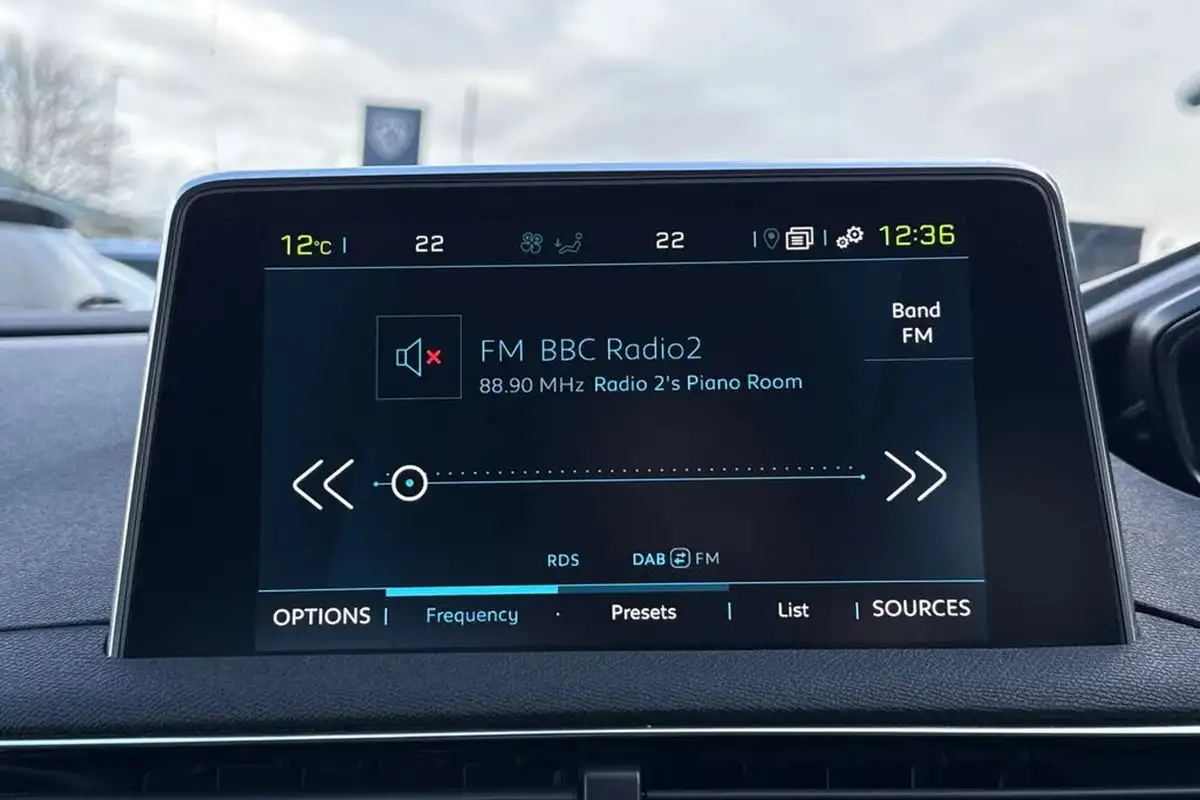 12°C 22 22 12:36
Band
FM
FM BBC Radio2
88.90 MHz Radio 2's Piano Room
RDS DAB FM
OPTIONS Frequency Presets List SOURCES